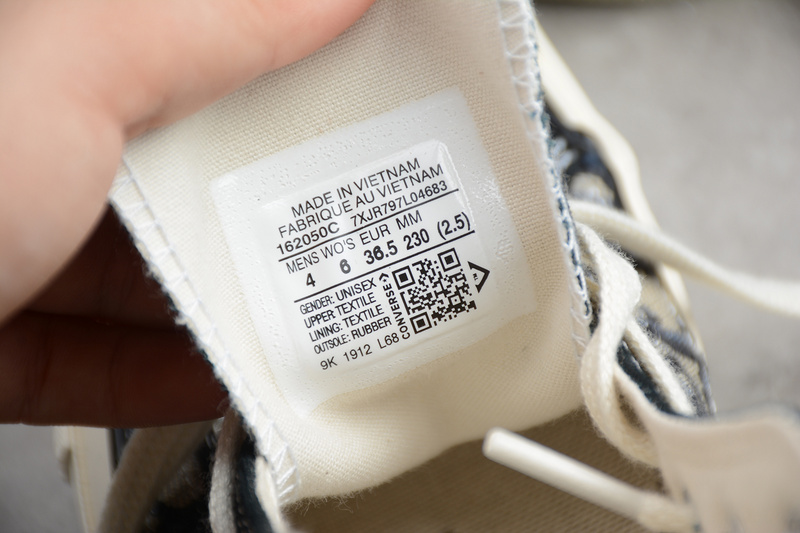 MADE IN VIETNAM
FABRIQUE AU VIETNAM
162050C 7XJR797L04683
MENS WO'S EUR MM
4 6 36.5 230 (2.5)
GENDER: UNISEX
UPPER: TEXTILE
LINING: TEXTILE
OUTSOLE: RUBBER
9K 1912 L68
CONVERSE